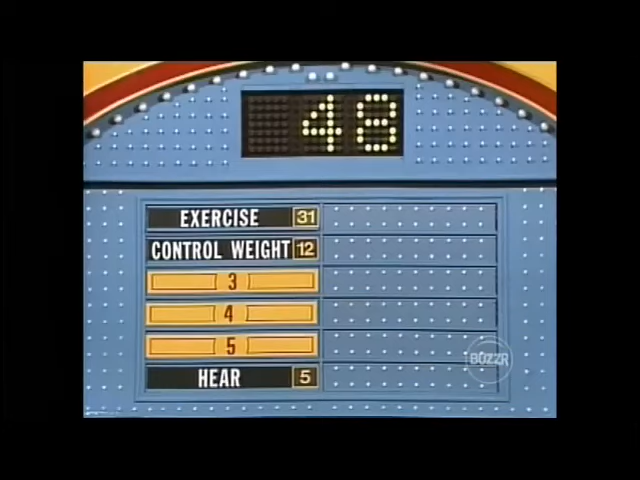 48
EXERCISE 31
CONTROL WEIGHT 12
3
4
5
HEAR 5
BUZZR